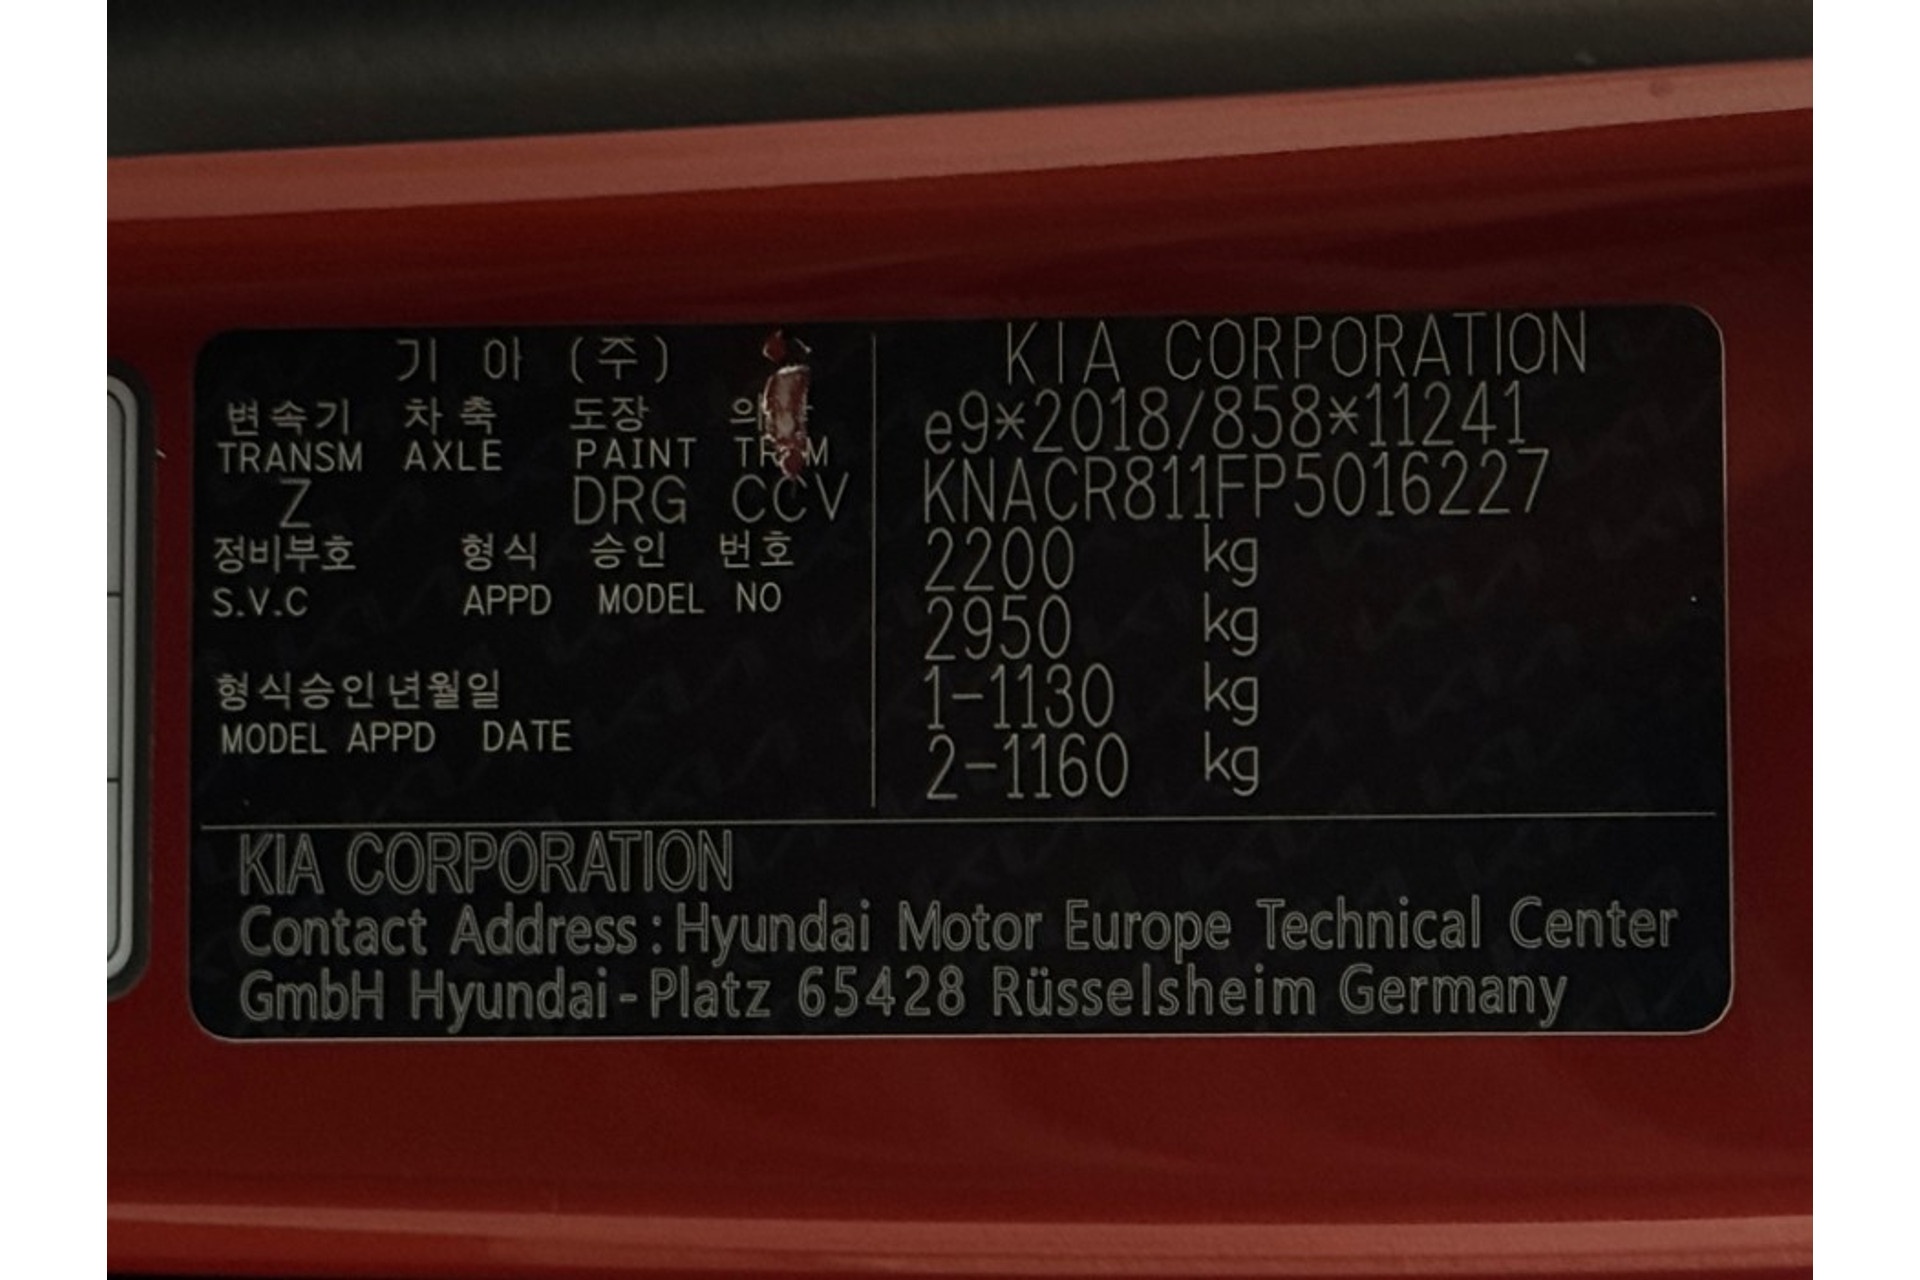 기 아 (주)
변속기 차축 도장
TRANSM AXLE PAINT TRIM
Z DRG CCV
정비부호 형식 승인 번호
S.V.C APPD MODEL NO
형식승인년월일
MODEL APPD DATE
KIA CORPORATION
e9*2018/858*11241
KNACR811FP5016227
2200 kg
2950 kg
1-1130 kg
2-1160 kg
KIA CORPORATION
Contact Address : Hyundai Motor Europe Technical Center
GmbH Hyundai-Platz 65428 Rüsselsheim Germany